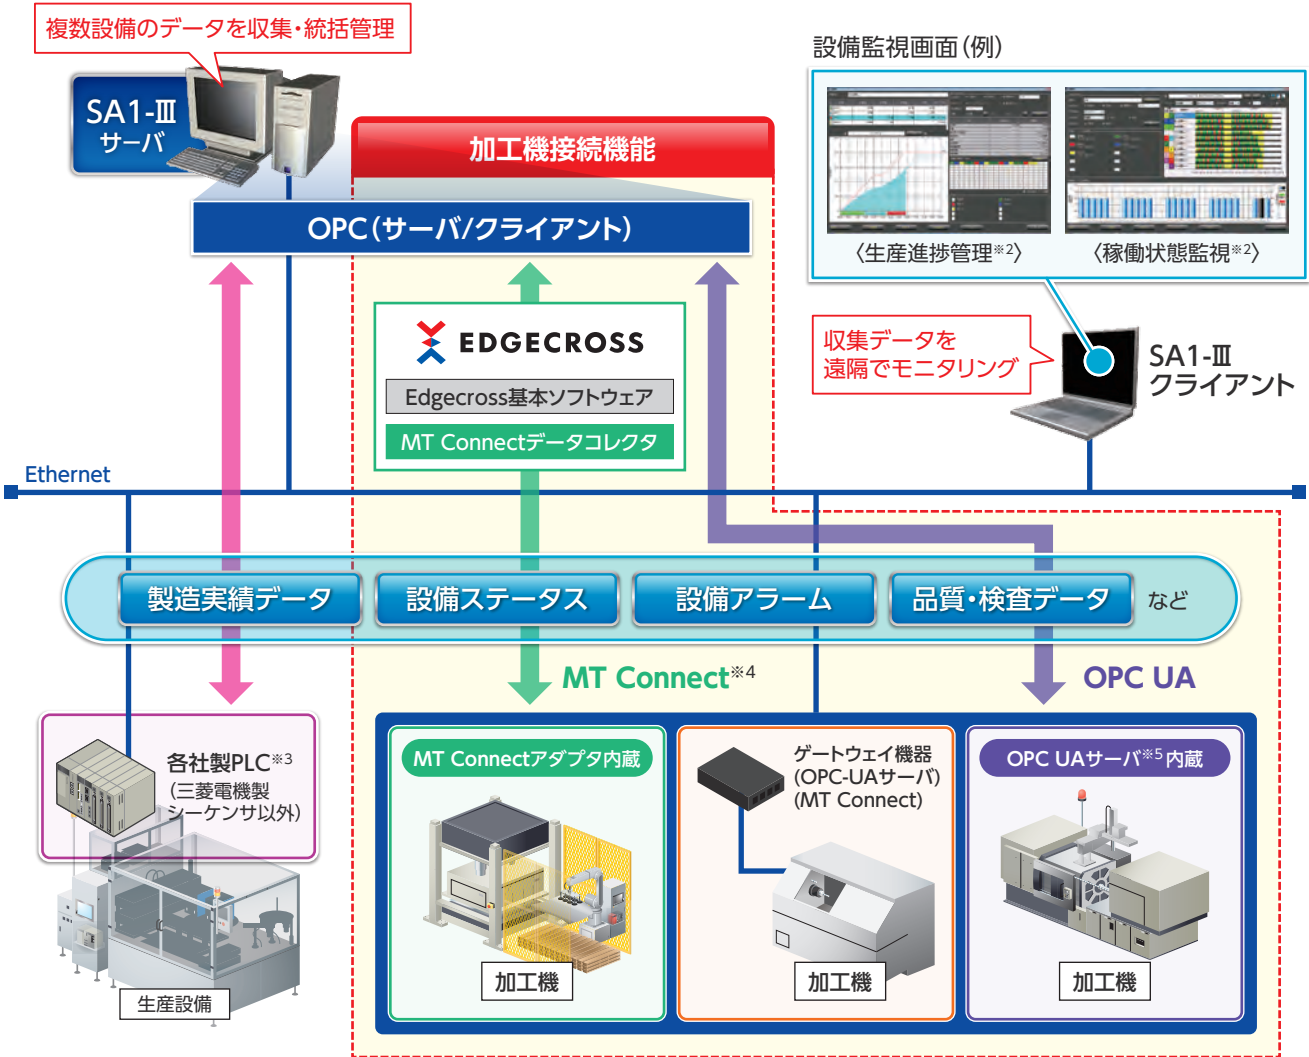 複数設備のデータを収集・統括管理
SA1-Ⅲ
サーバ
設備監視画面(例)
〈生産進捗管理※2〉
〈稼働状態監視※2〉
加工機接続機能
OPC(サーバ/クライアント)
EDGECROSS
Edgecross基本ソフトウェア
MT Connectデータコレクタ
収集データを
遠隔でモニタリング
SA1-Ⅲ
クライアント
Ethernet
製造実績データ
設備ステータス
設備アラーム
品質・検査データ
など
MT Connect※4
OPC UA
各社製PLC※3
(三菱電機製
シーケンサ以外)
生産設備
MT Connectアダプタ内蔵
加工機
ゲートウェイ機器
(OPC-UAサーバ)
(MT Connect)
加工機
OPC UAサーバ※5内蔵
加工機